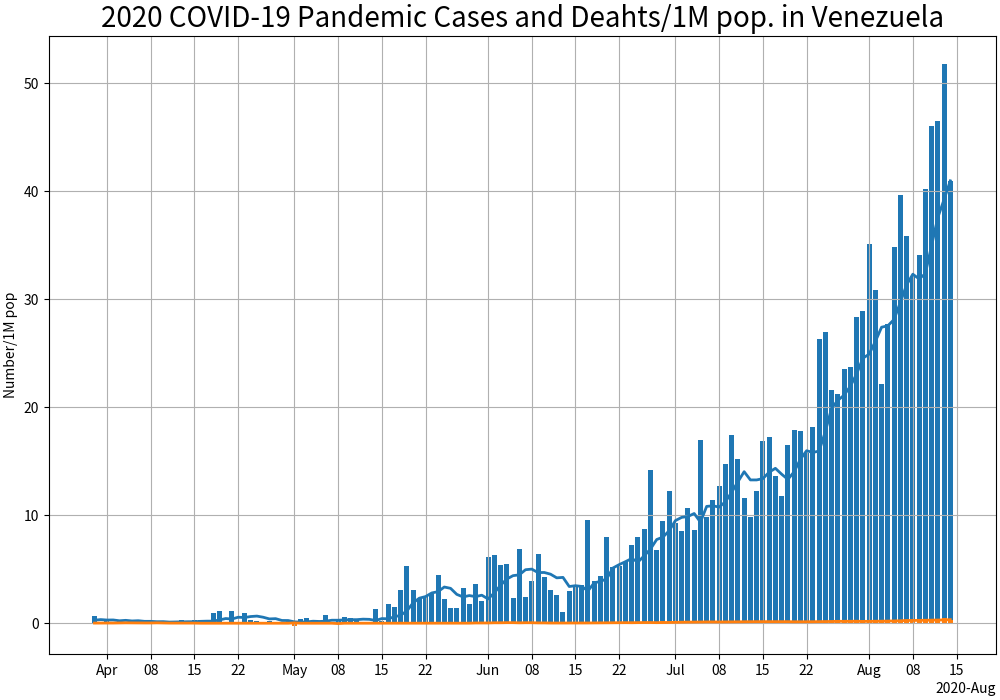 2020 COVID-19 Pandemic Cases and Deahts/1M pop. in Venezuela
Number/1M pop
50
40
30
20
10
0
Apr 08 15 22 May 08 15 22 Jun 08 15 22 Jul 08 15 22 Aug 08 15
2020-Aug